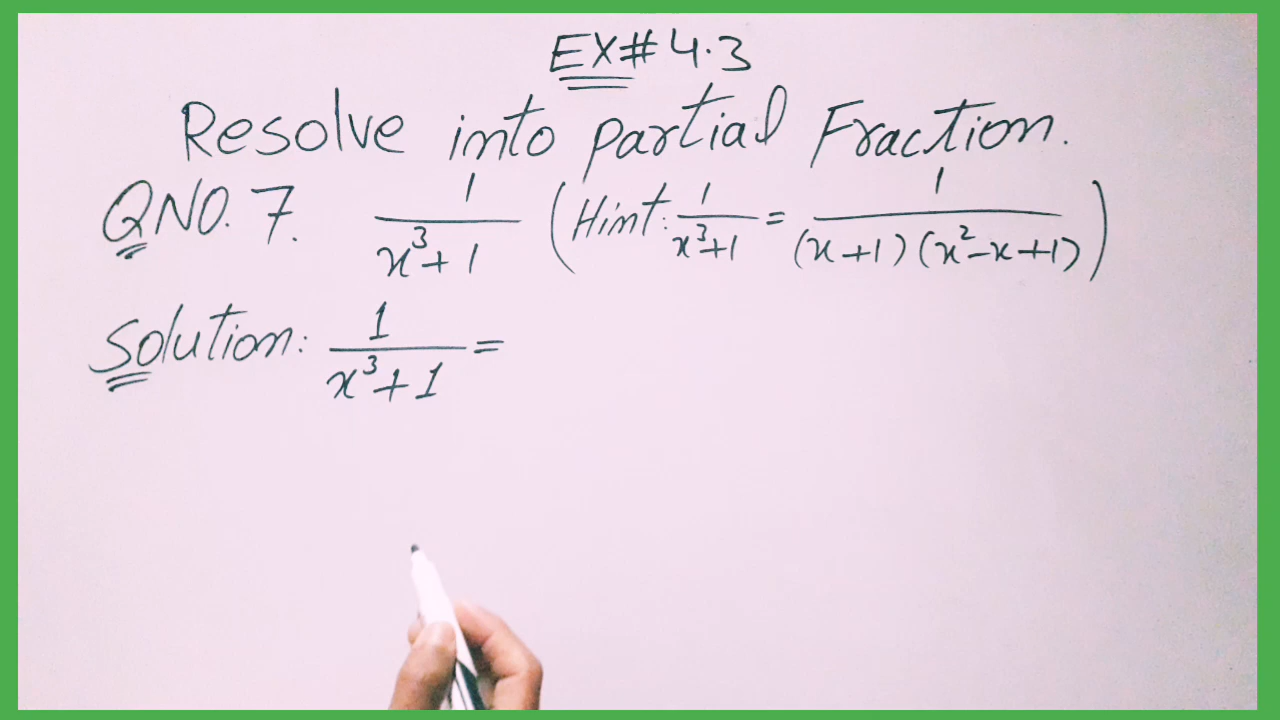 EX# 4.3
Resolve into partial Fraction.
QNO. 7. 1/(x³+1) (Hint: 1/(x³+1) = 1/((x+1)(x²-x+1)))
Solution: 1/(x³+1) =